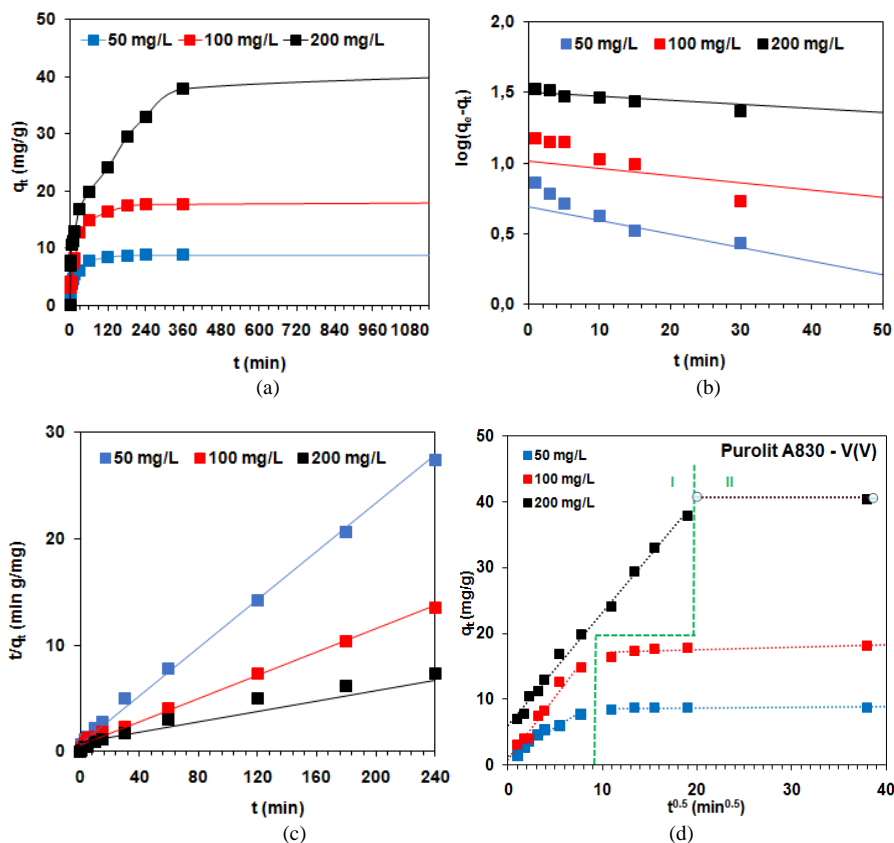 50
40
30
20
10
0
qt (mg/g)
50 mg/L 100 mg/L 200 mg/L
0 120 240 360 480 600 720 840 960 1080
t (min)
(a)
2,0
1,5
1,0
0,5
0,0
log(qe-qt)
50 mg/L 100 mg/L 200 mg/L
0 10 20 30 40 50
t (min)
(b)
30
20
10
0
t/qt (min g/mg)
50 mg/L 100 mg/L 200 mg/L
0 40 80 120 160 200 240
t (min)
(c)
50
40
30
20
10
0
qt (mg/g)
Purolit A830 - V(V)
50 mg/L
100 mg/L
200 mg/L
I II
0 10 20 30 40
t0.5 (min0.5)
(d)